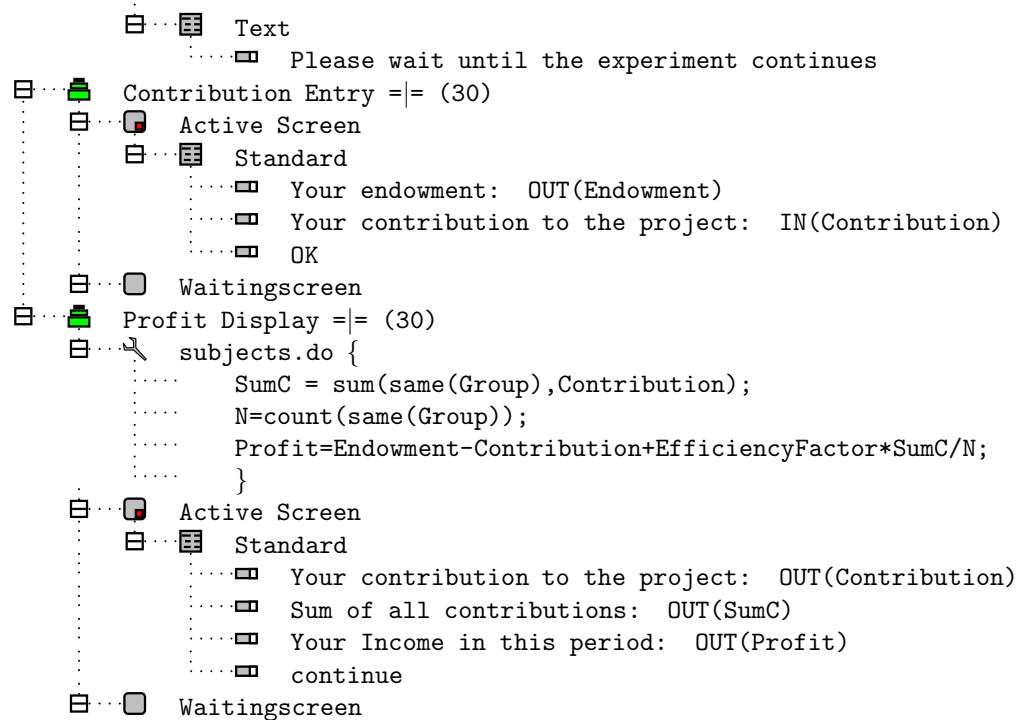 Text
Please wait until the experiment continues
Contribution Entry =|= (30)
Active Screen
Standard
Your endowment: OUT(Endowment)
Your contribution to the project: IN(Contribution)
OK
Waitingscreen
Profit Display =|= (30)
subjects.do {
SumC = sum(same(Group),Contribution);
N=count(same(Group));
Profit=Endowment-Contribution+EfficiencyFactor*SumC/N;
}
Active Screen
Standard
Your contribution to the project: OUT(Contribution)
Sum of all contributions: OUT(SumC)
Your Income in this period: OUT(Profit)
continue
Waitingscreen